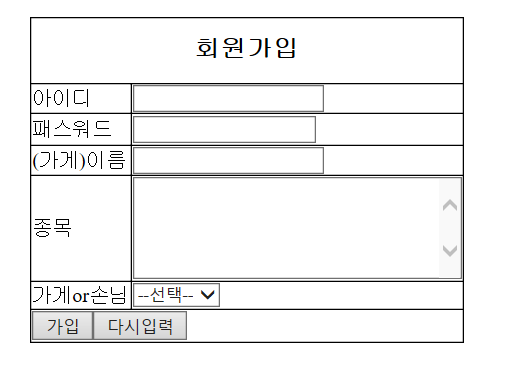 회원가입
아이디
패스워드
(가게)이름
종목
가게or손님 --선택--
가입 다시입력